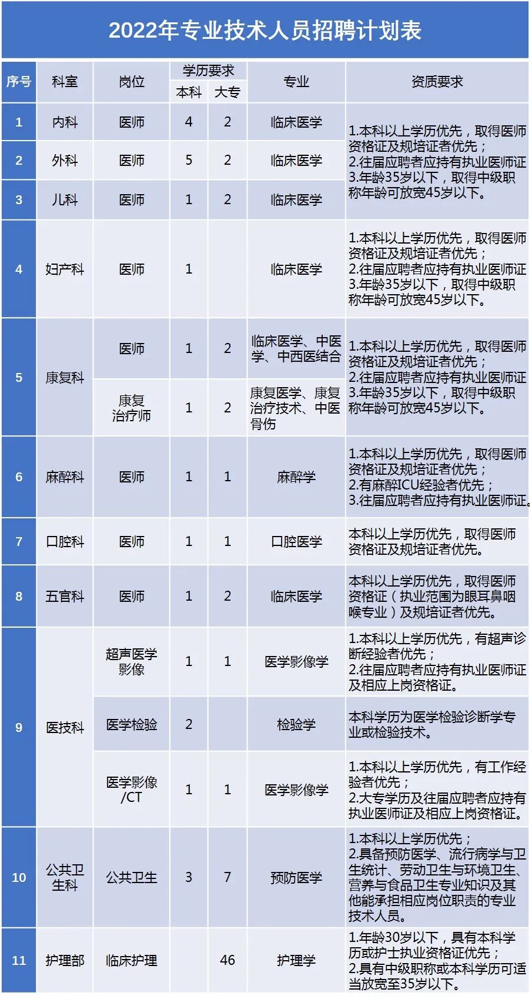 2022年专业技术人员招聘计划表
序号
科室
岗位
学历要求
本科
大专
专业
资质要求
1
内科
医师
4
2
临床医学
2
外科
医师
5
2
临床医学
3
儿科
医师
1
2
临床医学
1.本科以上学历优先，取得医师
资格证及规培证者优先；
2.往届应聘者应持有执业医师证
3.年龄35岁以下，取得中级职
称年龄可放宽45岁以下。
4
妇产科
医师
1
临床医学
1.本科以上学历优先，取得医师
资格证及规培证者优先；
2.往届应聘者应持有执业医师证
3.年龄35岁以下，取得中级职
称年龄可放宽45岁以下。
5
康复科
医师
1
2
临床医学、中医
学、中西医结合
康复
治疗师
1
2
康复医学、康复
治疗技术、中医
骨伤
1.本科以上学历优先，取得医师
资格证及规培证者优先；
2.往届应聘者应持有执业医师证
3.年龄35岁以下，取得中级职
称年龄可放宽45岁以下。
6
麻醉科
医师
1
1
麻醉学
1.本科以上学历优先，取得医师
资格证及规培证者优先；
2.有麻醉ICU经验者优先；
3.往届应聘者应持有执业医师证。
7
口腔科
医师
1
1
口腔医学
本科以上学历优先，取得医师
资格证及规培证者优先。
8
五官科
医师
1
2
临床医学
本科以上学历优先，取得医师
资格证（执业范围为眼耳鼻咽
喉专业）及规培证者优先。
9
医技科
超声医学
影像
1
1
医学影像学
1.本科以上学历优先，有超声诊
断经验者优先；
2.往届应聘者应持有执业医师证
及相应上岗资格证。
医学检验
2
检验学
本科学历为医学检验诊断学专
业或检验技术。
医学影像
/CT
1
1
医学影像学
1.本科以上学历优先，有工作经
验者优先；
2.大专学历及往届应聘者应持有
执业医师证及相应上岗资格证。
10
公共卫
生科
公共卫生
3
7
预防医学
1.本科以上学历优先；
2.具备预防医学、流行病学与卫
生统计、劳动卫生与环境卫生、
营养与食品卫生专业知识及其
他能承担相应岗位职责的专业
技术人员。
11
护理部
临床护理
46
护理学
1.年龄30岁以下，具有本科学
历或护士执业资格证优先；
2.具有中级职称或本科学历可适
当放宽至35岁以下。